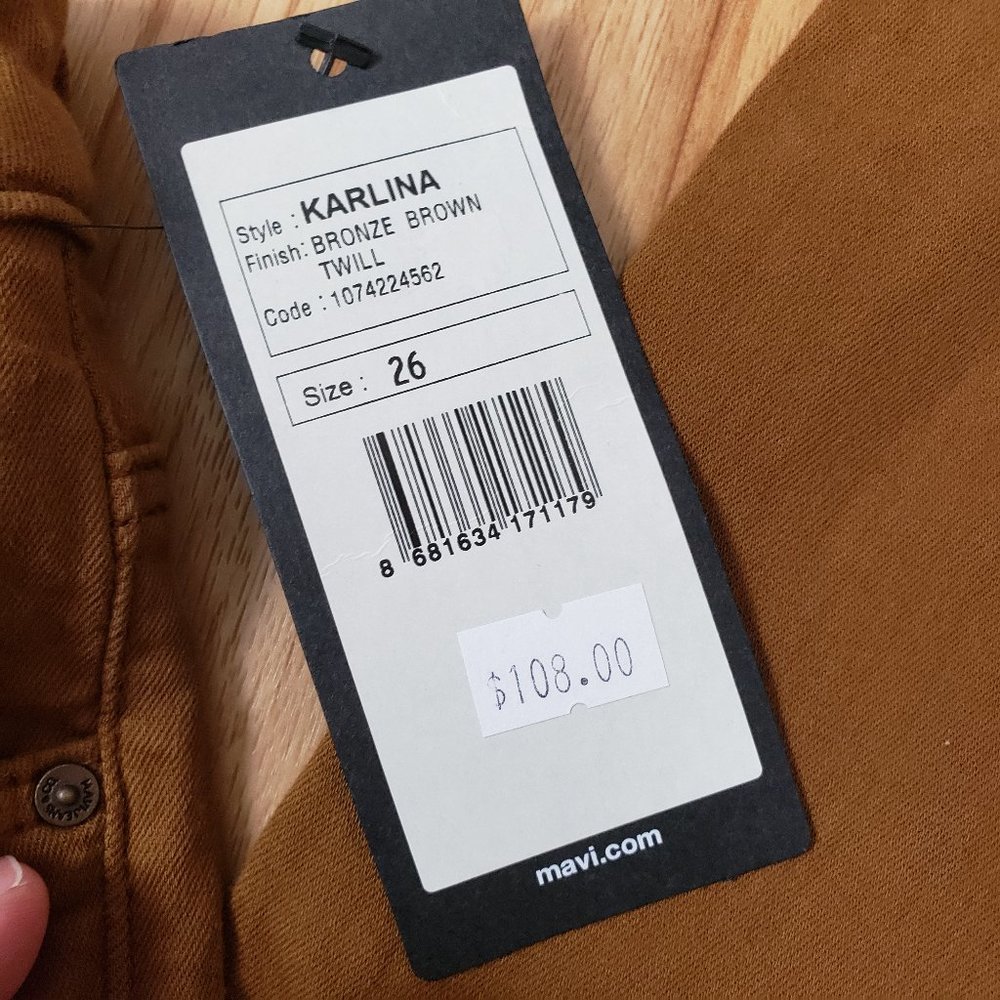 Style : KARLINA
Finish: BRONZE BROWN
TWILL
Code : 1074224562
Size : 26
8 681634 171179
$108.00
mavi.com